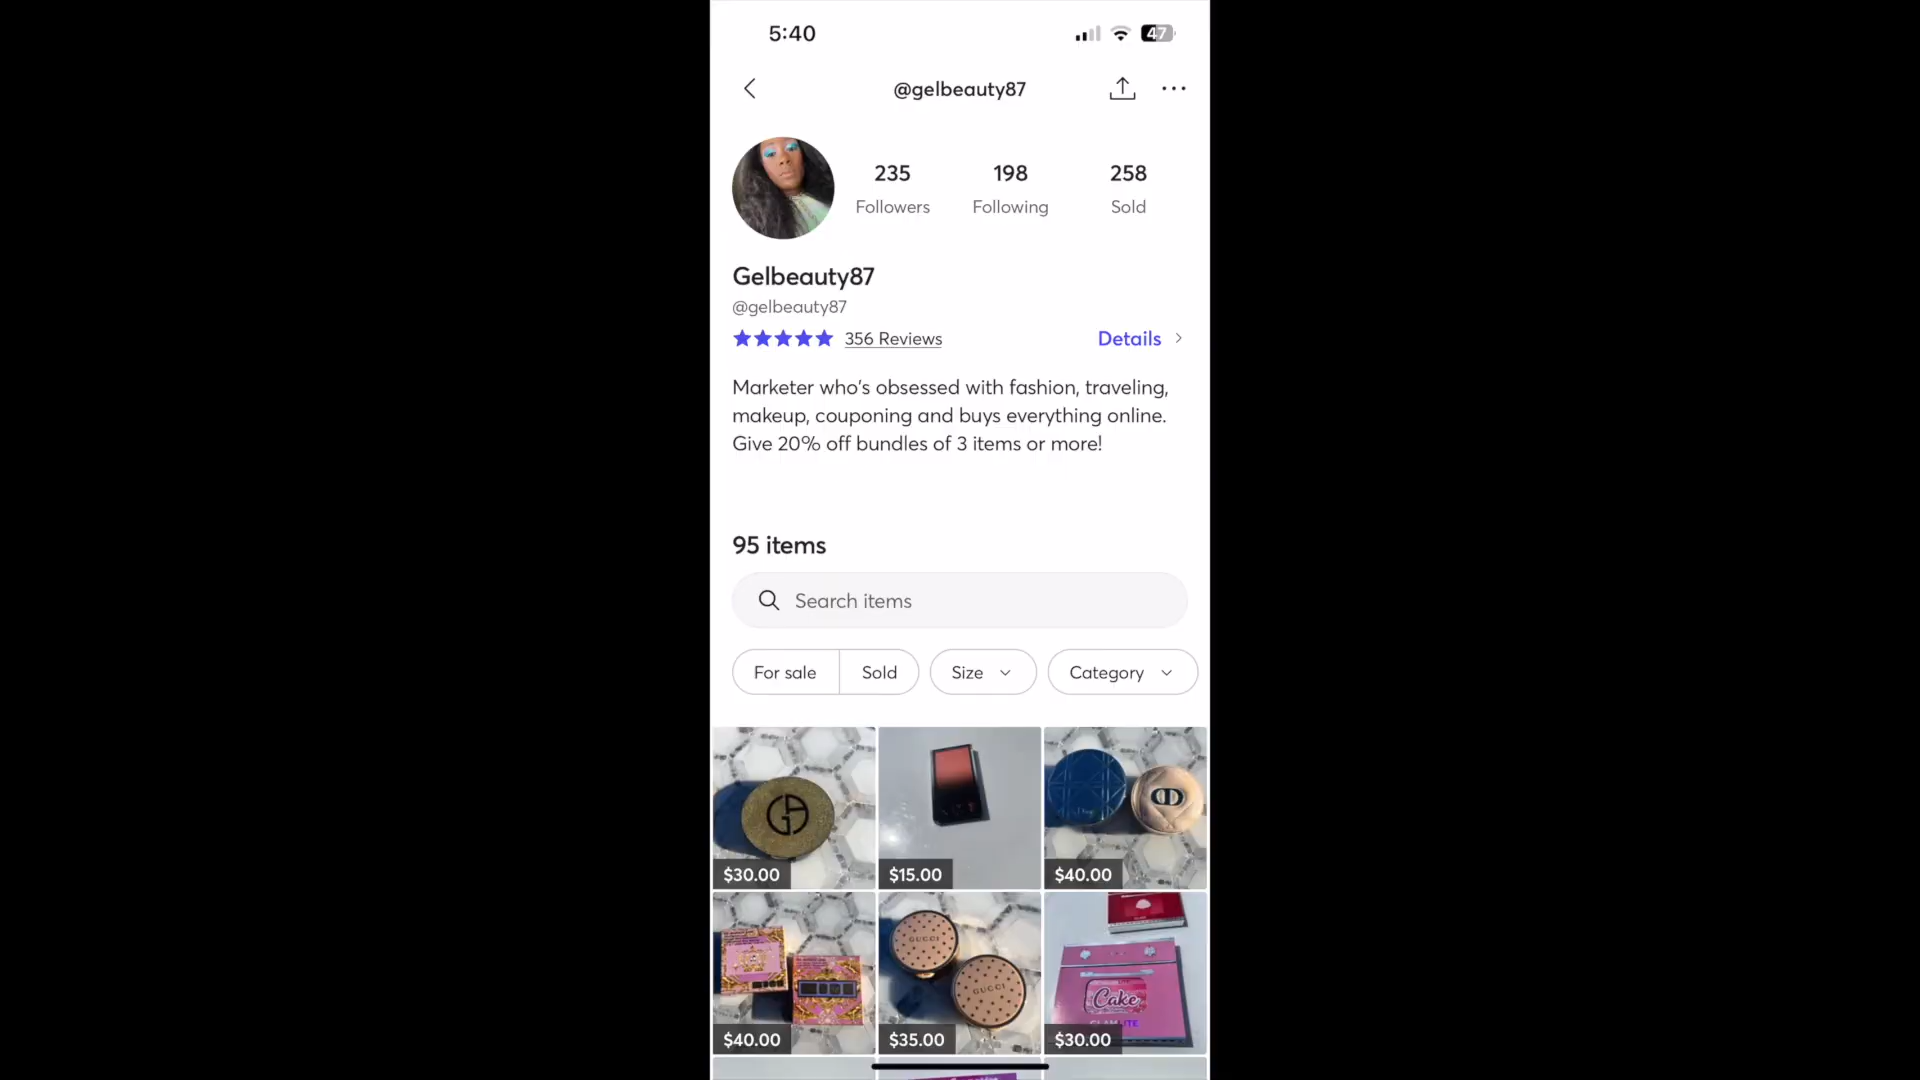 5:40
47
@gelbeauty87
235
198
258
Followers
Following
Sold
Gelbeauty87
@gelbeauty87
356 Reviews
Details
Marketer who's obsessed with fashion, traveling,
makeup, couponing and buys everything online.
Give 20% off bundles of 3 items or more!
95 items
Search items
For sale
Sold
Size
Category
$30.00
$15.00
$40.00
GUCCI
GUCCI
Cake
$40.00
$35.00
$30.00